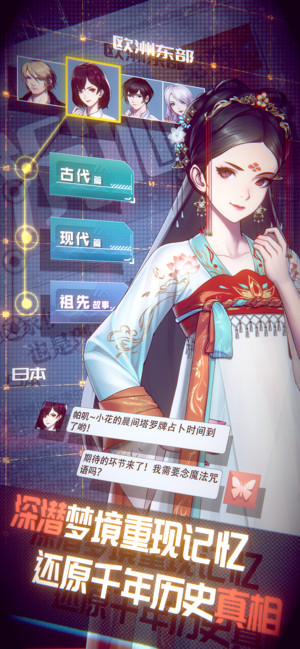 欧洲东部
古代篇
现代篇
祖先故事
日本
帕叽~小花的晨间塔罗牌占卜时间到
了哟!
期待的环节来了!我需要念魔法咒
语吗?
深潜梦境重现记忆
还原千年历史真相